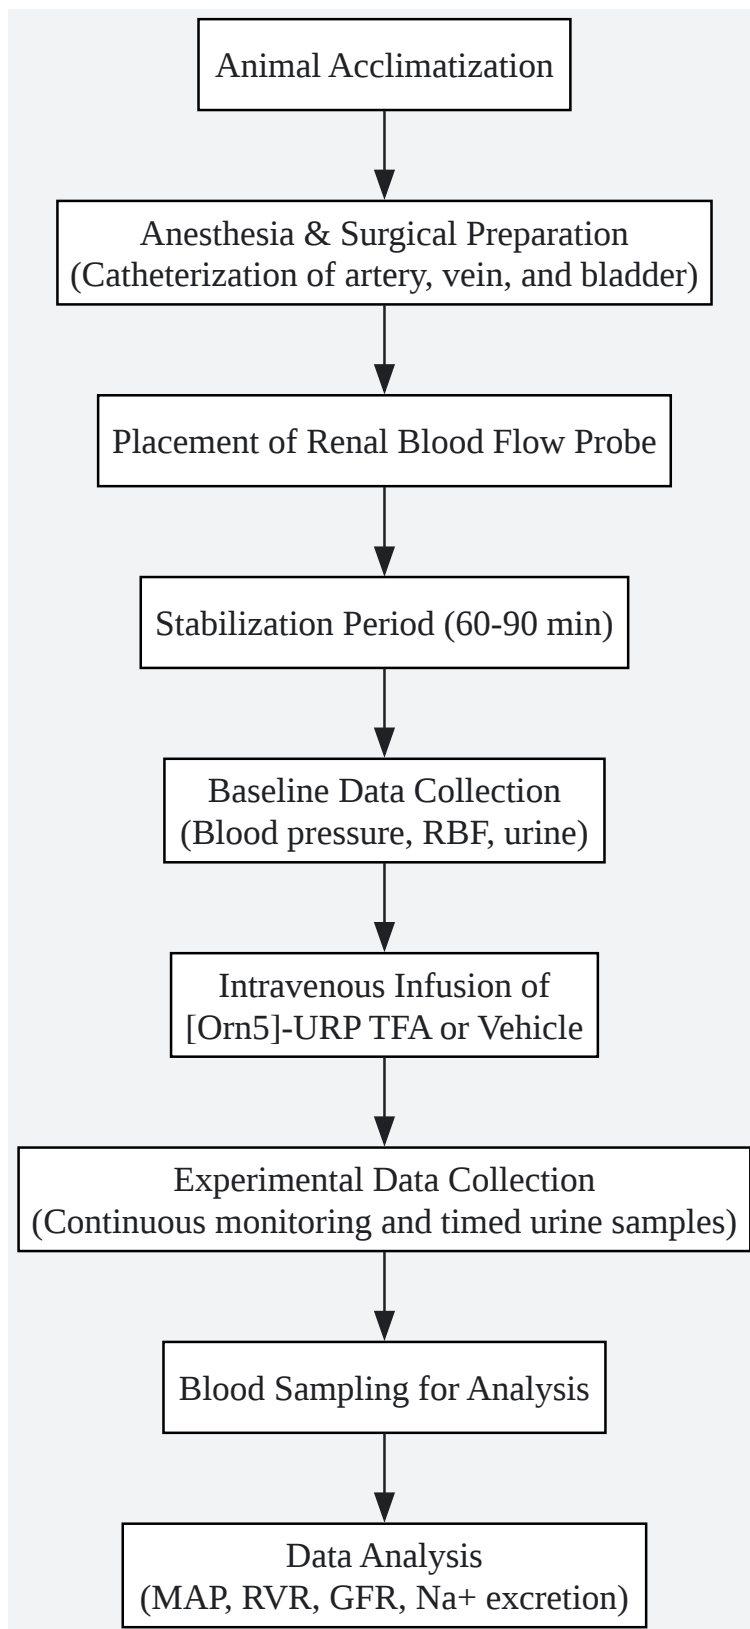 Animal Acclimatization
Anesthesia & Surgical Preparation
(Catheterization of artery, vein, and bladder)
Placement of Renal Blood Flow Probe
Stabilization Period (60-90 min)
Baseline Data Collection
(Blood pressure, RBF, urine)
Intravenous Infusion of
[Orn5]-URP TFA or Vehicle
Experimental Data Collection
(Continuous monitoring and timed urine samples)
Blood Sampling for Analysis
Data Analysis
(MAP, RVR, GFR, Na+ excretion)